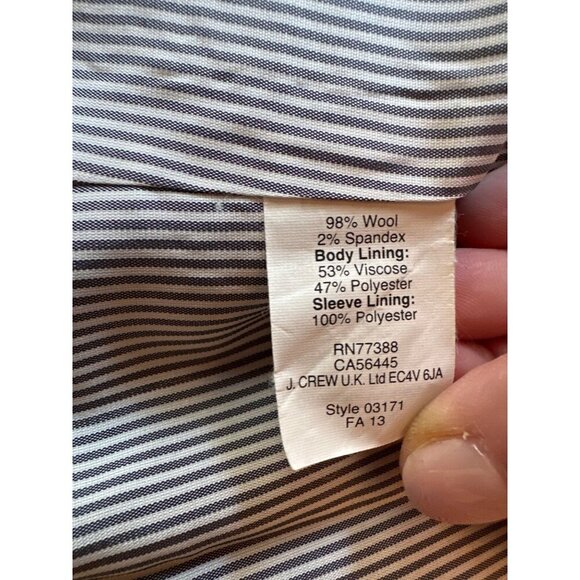 98% Wool
2% Spandex
Body Lining:
53% Viscose
47% Polyester
Sleeve Lining:
100% Polyester
RN77388
CA56445
J. CREW U.K. Ltd EC4V 6JA
Style 03171
FA 13